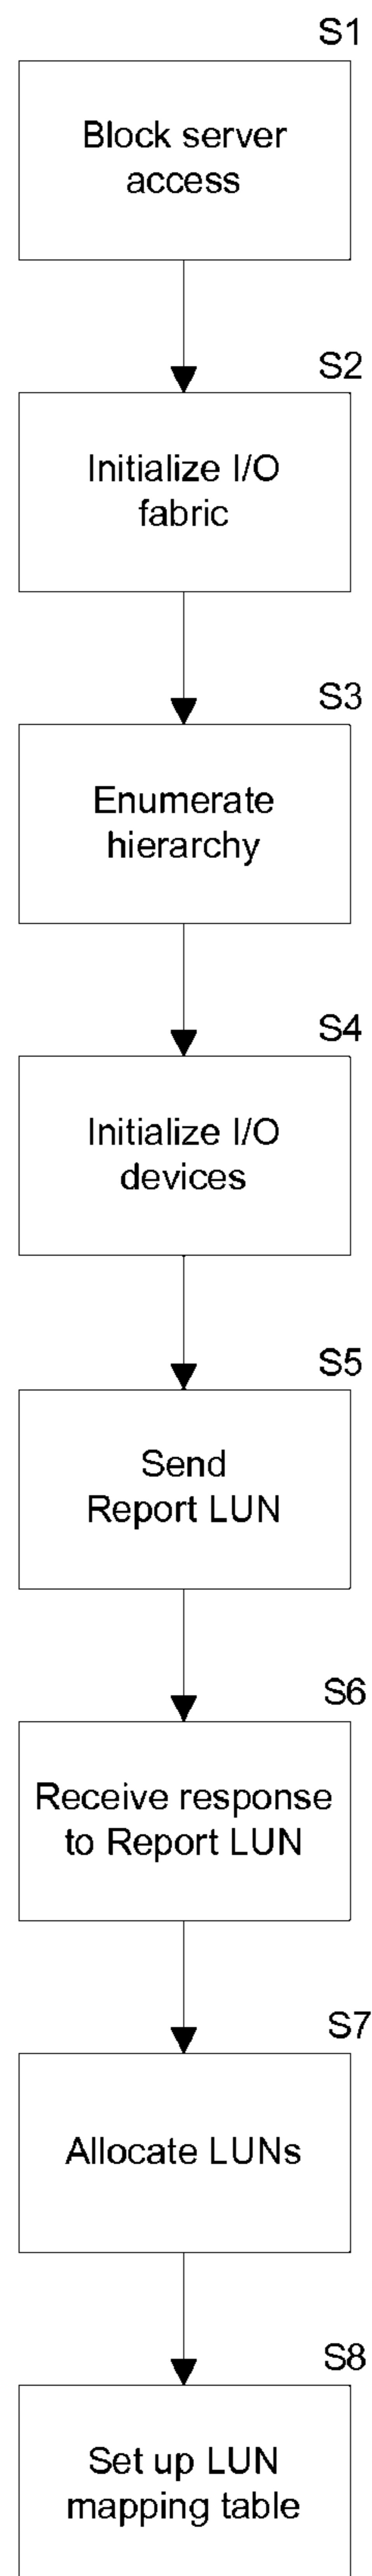 S1
Block server
access
S2
Initialize I/O
fabric
S3
Enumerate
hierarchy
S4
Initialize I/O
devices
S5
Send
Report LUN
S6
Receive response
to Report LUN
S7
Allocate LUNs
S8
Set up LUN
mapping table